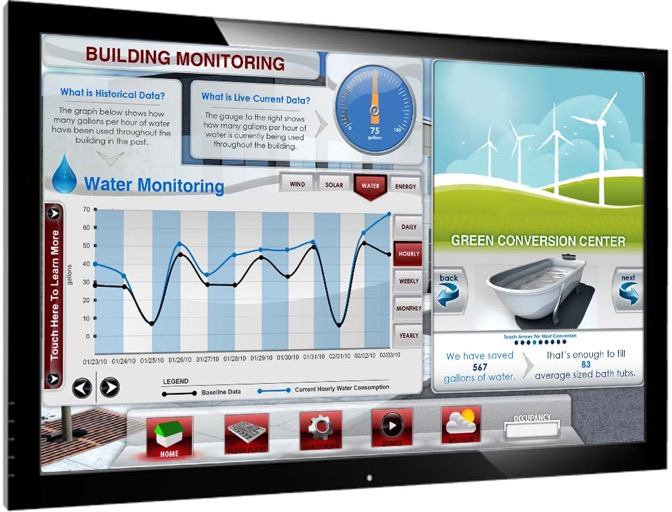 BUILDING MONITORING
What is Historical Data?
The graph below shows how
many gallons per hour of water
have been used throughout the
building in the past.
What is Live Current Data?
The gauge to the right shows
how many gallons per hour of
water is currently being used
throughout the building.
0
75
150
gallons
Water Monitoring
WIND
SOLAR
WATER
ENERGY
Touch Here To Learn More
gallons
70
60
50
40
30
20
10
0
01/23/10 01/24/10 01/25/10 01/26/10 01/27/10 01/28/10 01/29/10 01/30/10 01/31/10 02/01/10 02/02/10 02/03/10
DAILY
HOURLY
WEEKLY
MONTHLY
YEARLY
LEGEND
Baseline Data
Current Hourly Water Consumption
GREEN CONVERSION CENTER
back
next
Touch Arrows For Next Conversion
We have saved
567
gallons of water.
That's enough to fill
83
average sized bath tubs.
HOME
FLOOR PLANS
MONITORING
WEATHER
OCCUPANCY